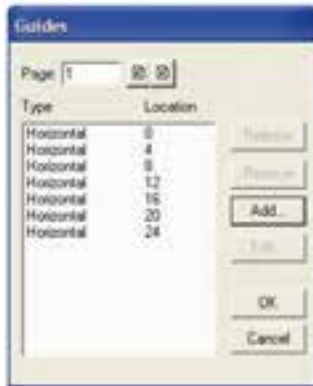 Guides
Page: 1
Type Location
Horizontal 0
Horizontal 4
Horizontal 8
Horizontal 12
Horizontal 16
Horizontal 20
Horizontal 24
Add...
Edit...
OK
Cancel